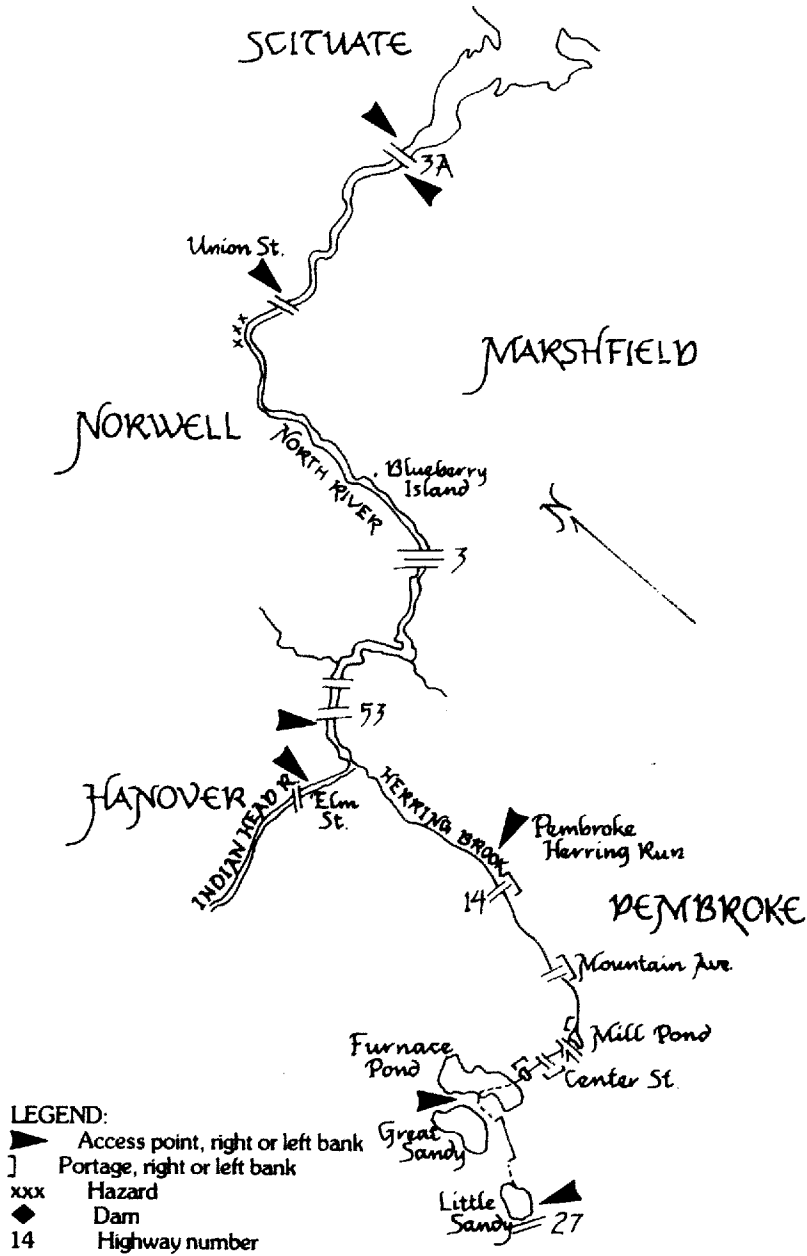 SCITUATE
3A
Union St.
xxx
MARSHFIELD
NORWELL
NORTH RIVER
Blueberry
Island
N
3
53
HANOVER
INDIAN HEAD R.
Elm
St.
HERRING BROOK
Pembroke
Herring Run
14
PEMBROKE
Mountain Ave.
Mill Pond
Furnace
Pond
Center St.
Great
Sandy
Little
Sandy
27
LEGEND:
Access point, right or left bank
Portage, right or left bank
xxx Hazard
Dam
14 Highway number